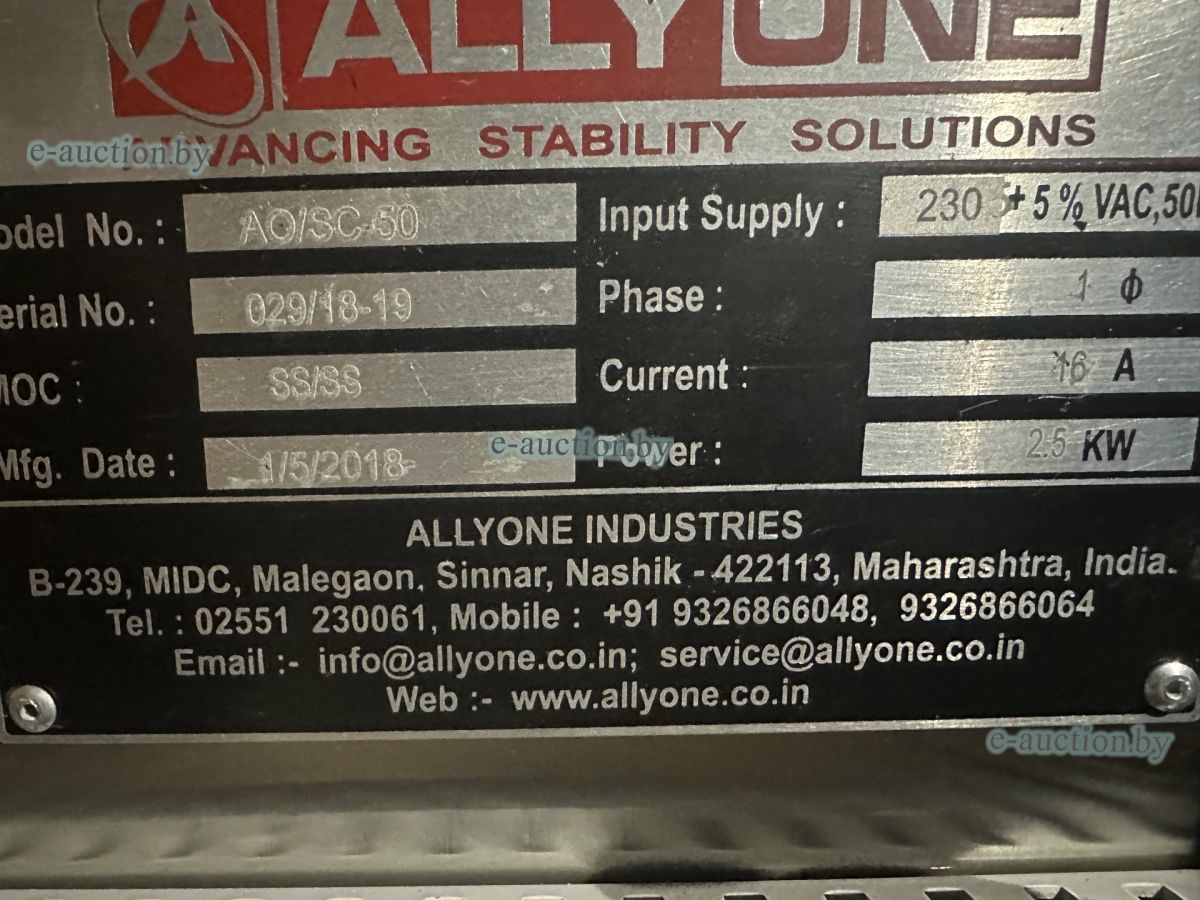 ALLYONE
ADVANCING STABILITY SOLUTIONS
e-auction.by
odel No. : AO/SC-50 Input Supply : 230 ± 5 % VAC,50
erial No. : 029/18-19 Phase : 1 Φ
MOC : SS/SS Current : 16 A
Mfg. Date : 1/5/2018 Power : 2.5 KW
e-auction.by
ALLYONE INDUSTRIES
B-239, MIDC, Malegaon, Sinnar, Nashik - 422113, Maharashtra, India.
Tel. : 02551 230061, Mobile : +91 9326866048, 9326866064
Email :- info@allyone.co.in; service@allyone.co.in
Web :- www.allyone.co.in
e-auction.by